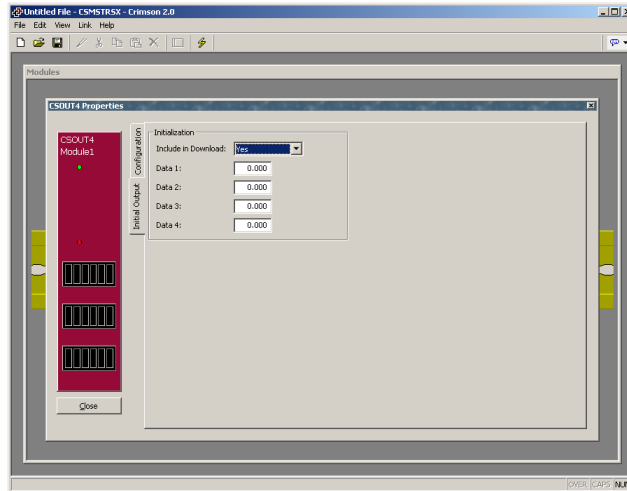 Untitled File - CSMSTRSX - Crimson 2.0
File Edit View Link Help
Modules
CSOUT4 Properties
CSOUT4
Module1
Configuration
Initial Output
Initialization
Include in Download: Yes
Data 1: 0.000
Data 2: 0.000
Data 3: 0.000
Data 4: 0.000
Close
OVER CAPS NUM